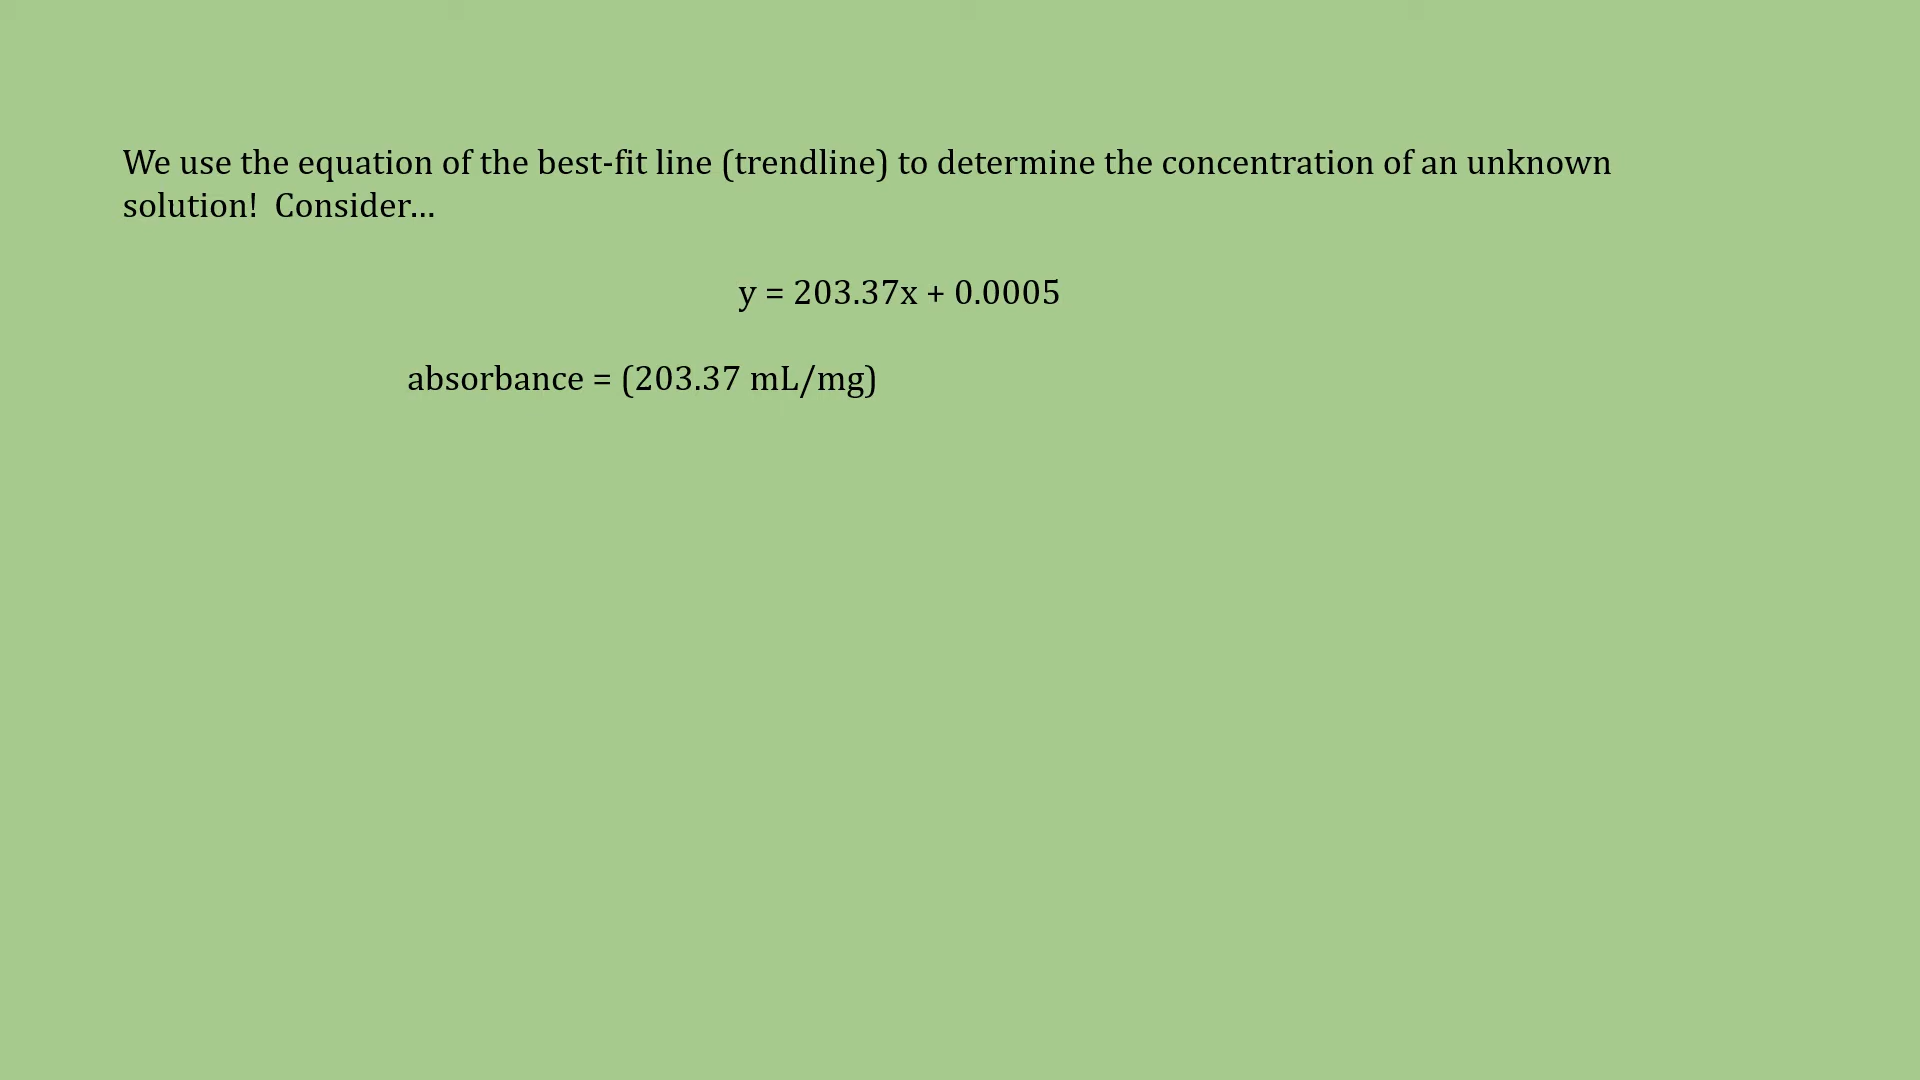 We use the equation of the best-fit line (trendline) to determine the concentration of an unknown
solution!  Consider…
y = 203.37x + 0.0005
absorbance = (203.37 mL/mg)